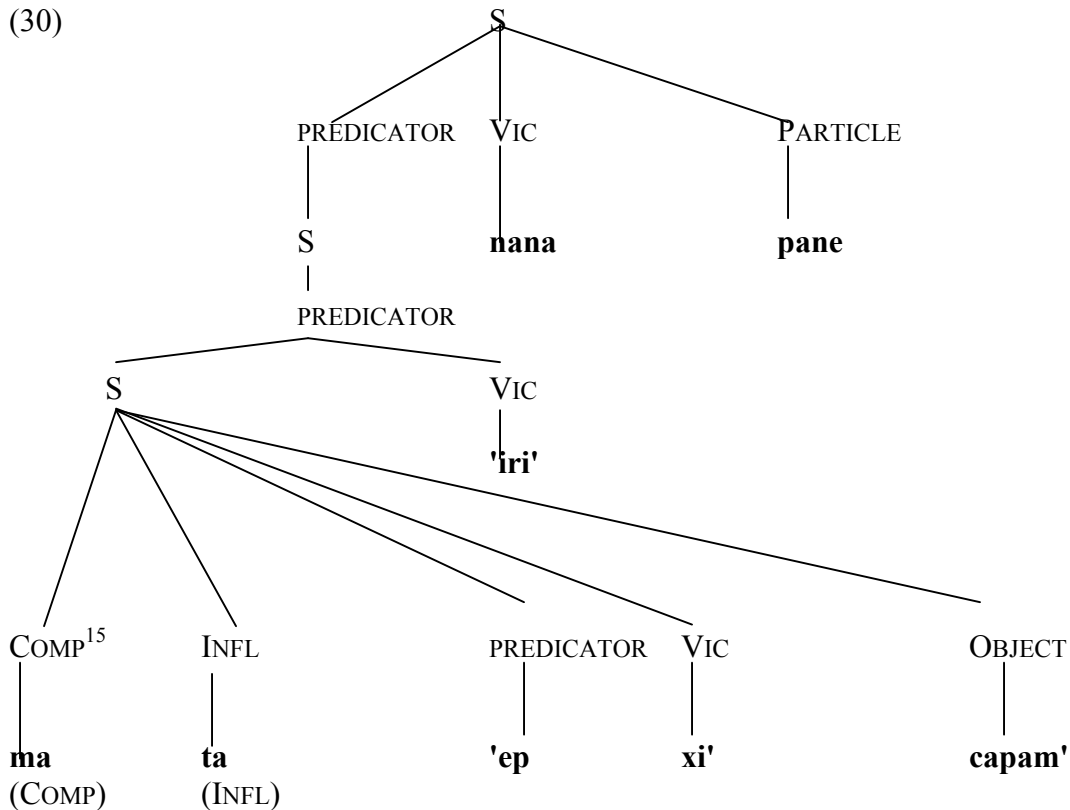 (30) S
PREDICATOR VIC PARTICLE
S nana pane
PREDICATOR
S VIC
'iri'
COMP15 INFL PREDICATOR VIC OBJECT
ma ta 'ep xi' capam'
(COMP) (INFL)